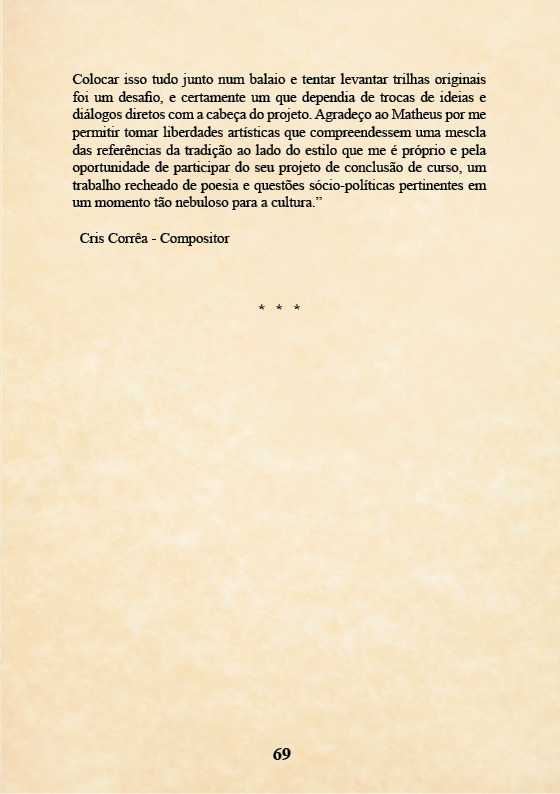 Colocar isso tudo junto num balaio e tentar levantar trilhas originais
foi um desafio, e certamente um que dependia de trocas de ideias e
diálogos diretos com a cabeça do projeto. Agradeço ao Matheus por me
permitir tomar liberdades artísticas que compreendessem uma mescla
das referências da tradição ao lado do estilo que me é próprio e pela
oportunidade de participar do seu projeto de conclusão de curso, um
trabalho recheado de poesia e questões sócio-políticas pertinentes em
um momento tão nebuloso para a cultura.”
Cris Corrêa - Compositor
* * *
69